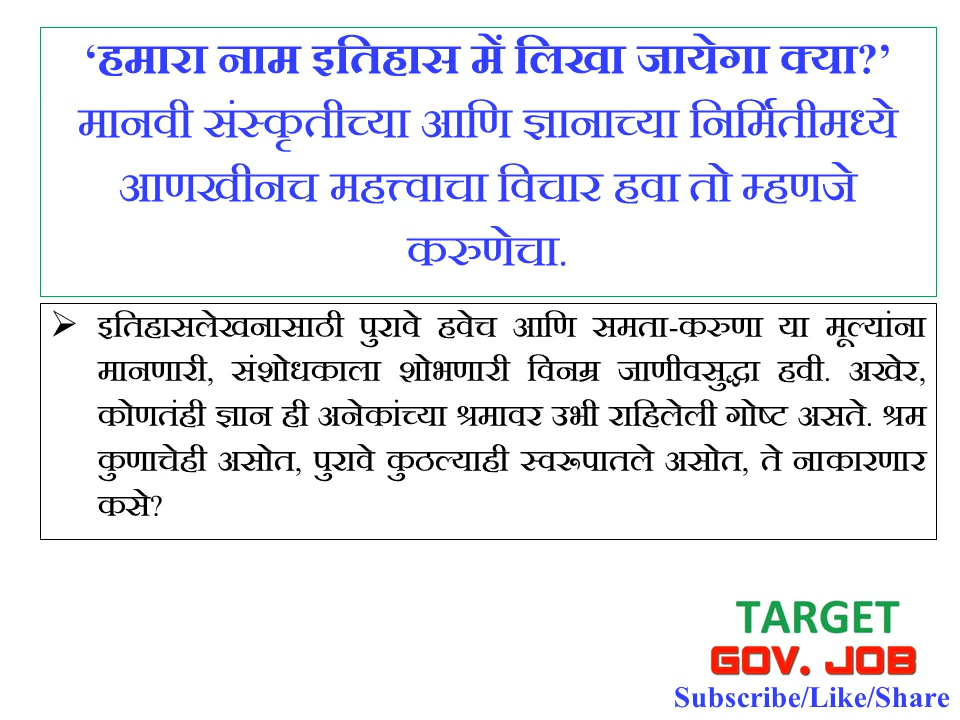 ‘हमारा नाम इतिहास में लिखा जायेगा क्या?’
मानवी संस्कृतीच्या आणि ज्ञानाच्या निर्मितीमध्ये
आणखीनच महत्त्वाचा विचार हवा तो म्हणजे
करुणेचा.
➢ इतिहासलेखनासाठी पुरावे हवेच आणि समता-करुणा या मूल्यांना
मानणारी, संशोधकाला शोभणारी विनम्र जाणीवसुद्धा हवी. अखेर,
कोणतंही ज्ञान ही अनेकांच्या श्रमावर उभी राहिलेली गोष्ट असते. श्रम
कुणाचेही असोत, पुरावे कुठल्याही स्वरूपातले असोत, ते नाकारणार
कसे?
TARGET
GOV. JOB
Subscribe/Like/Share